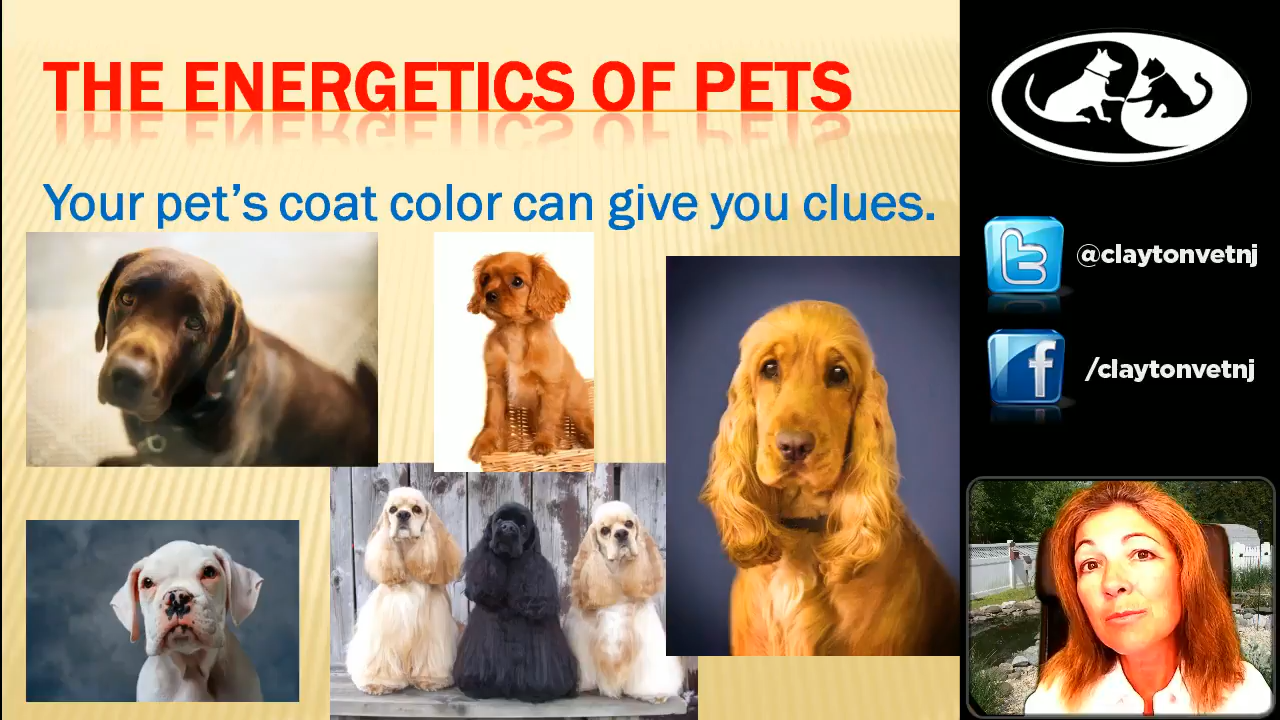 THE ENERGETICS OF PETS
Your pet's coat color can give you clues.
@claytonvetnj
/claytonvetnj